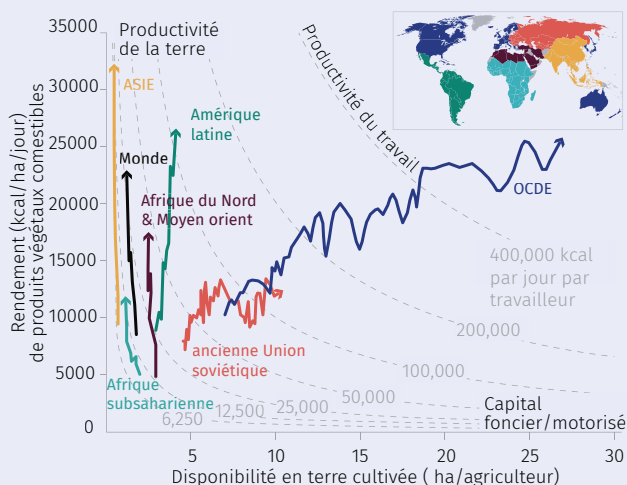 35000
30000
25000
20000
15000
10000
5000
0
Rendement (kcal/ha/jour)
de produits végétaux comestibles
Productivité
de la terre
Productivité du travail
ASIE
Amérique
latine
Monde
Afrique du Nord
& Moyen orient
OCDE
400,000 kcal
par jour par
travailleur
200,000
100,000
50,000
25,000
12,500
6,250
ancienne Union
soviétique
Afrique
subsaharienne
Capital
foncier/motorisé
5
10
15
20
25
30
Disponibilité en terre cultivée ( ha/agriculteur)